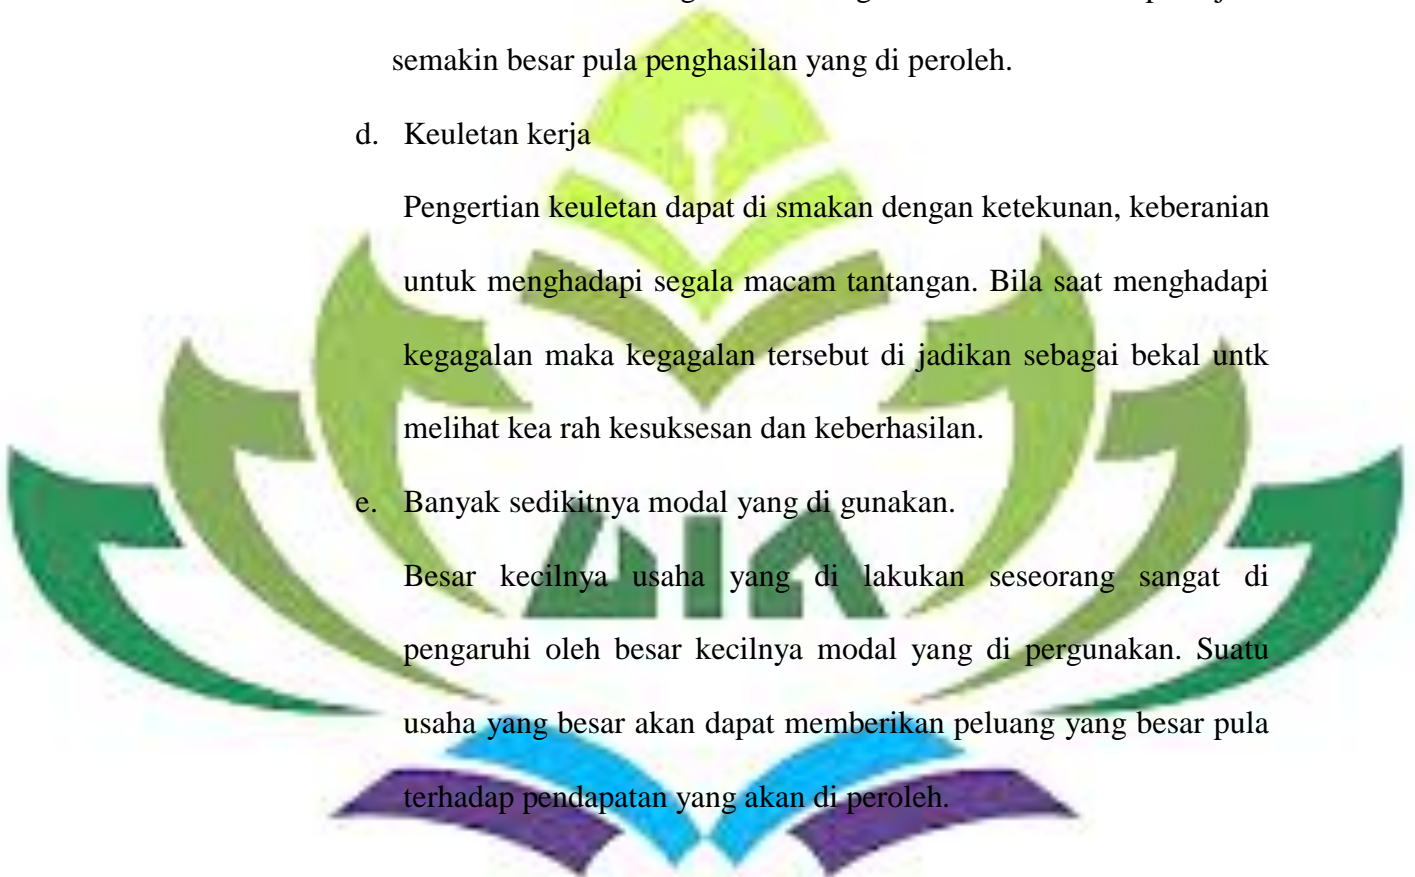 semakin besar pula penghasilan yang di peroleh.
d. Keuletan kerja
Pengertian keuletan dapat di smakan dengan ketekunan, keberanian
untuk menghadapi segala macam tantangan. Bila saat menghadapi
kegagalan maka kegagalan tersebut di jadikan sebagai bekal untk
melihat kea rah kesuksesan dan keberhasilan.
e. Banyak sedikitnya modal yang di gunakan.
Besar kecilnya usaha yang di lakukan seseorang sangat di
pengaruhi oleh besar kecilnya modal yang di pergunakan. Suatu
usaha yang besar akan dapat memberikan peluang yang besar pula
terhadap pendapatan yang akan di peroleh.